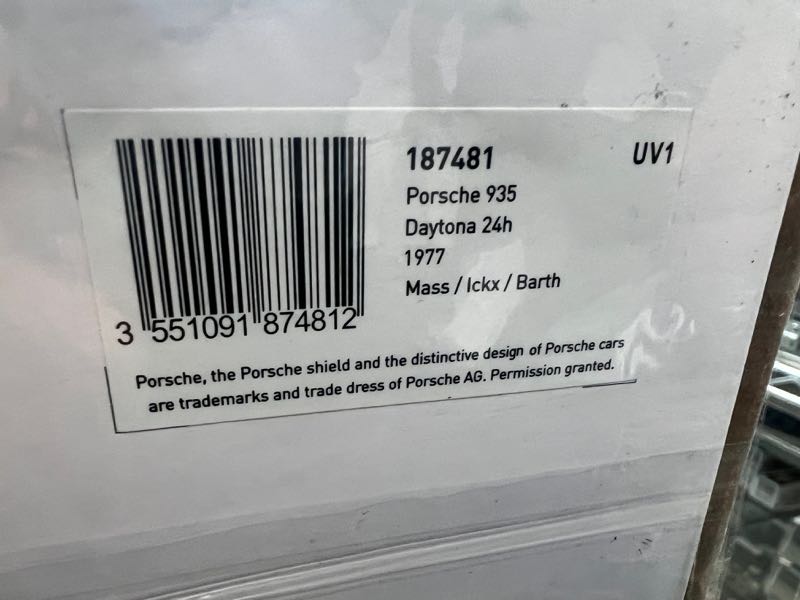 187481 UV1
Porsche 935
Daytona 24h
1977
Mass / Ickx / Barth
3 551091 874812
Porsche, the Porsche shield and the distinctive design of Porsche cars
are trademarks and trade dress of Porsche AG. Permission granted.